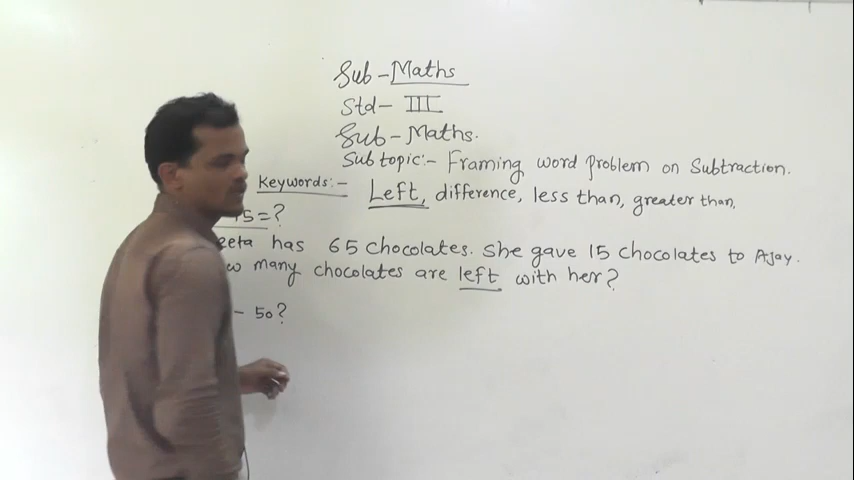 Sub - Maths
Std - III
Sub - Maths.
Sub topic:- Framing word problem on Subtraction.
Keywords:- Left, difference, less than, greater than,
15=?
has 65 chocolates. She gave 15 chocolates to Ajay.
many chocolates are left with her?
- 50?